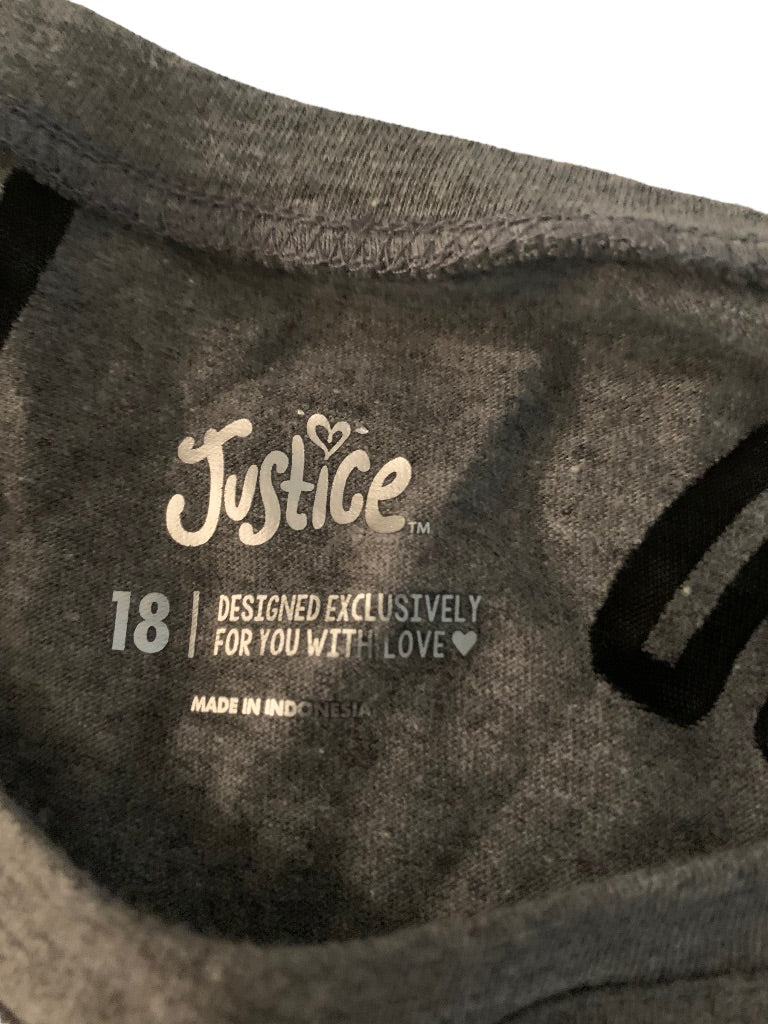 Justice™
18
DESIGNED EXCLUSIVELY
FOR YOU WITH LOVE♥
MADE IN INDONESIA